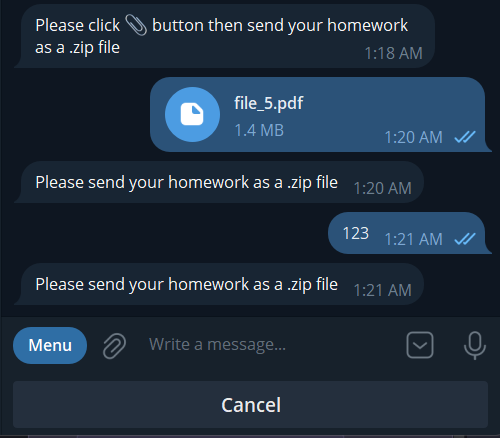 Please click 📎 button then send your homework
as a .zip file
1:18 AM
file_5.pdf
1.4 MB
1:20 AM
Please send your homework as a .zip file 1:20 AM
123 1:21 AM
Please send your homework as a .zip file 1:21 AM
Menu
Write a message...
Cancel